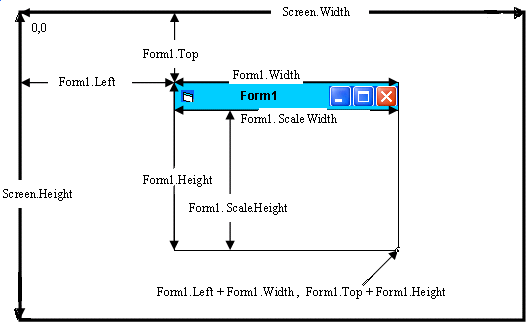 Screen.Width
0,0
Form1.Top
Form1.Left
Form1.Width
Form1
Form1. Scale Width
Form1.Height
Screen.Height
Form1. ScaleHeight
Form1.Left + Form1.Width , Form1.Top + Form1.Height